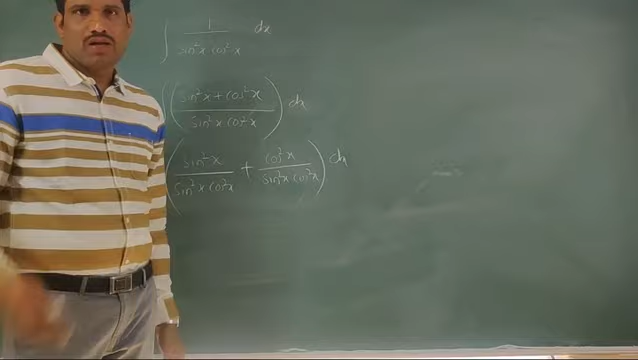 ∫ 1/(sin²x cos²x) dx
((sin²x + cos²x)/(sin²x cos²x)) dx
(sin²x/(sin²x cos²x) + cos²x/(sin²x cos²x)) dx